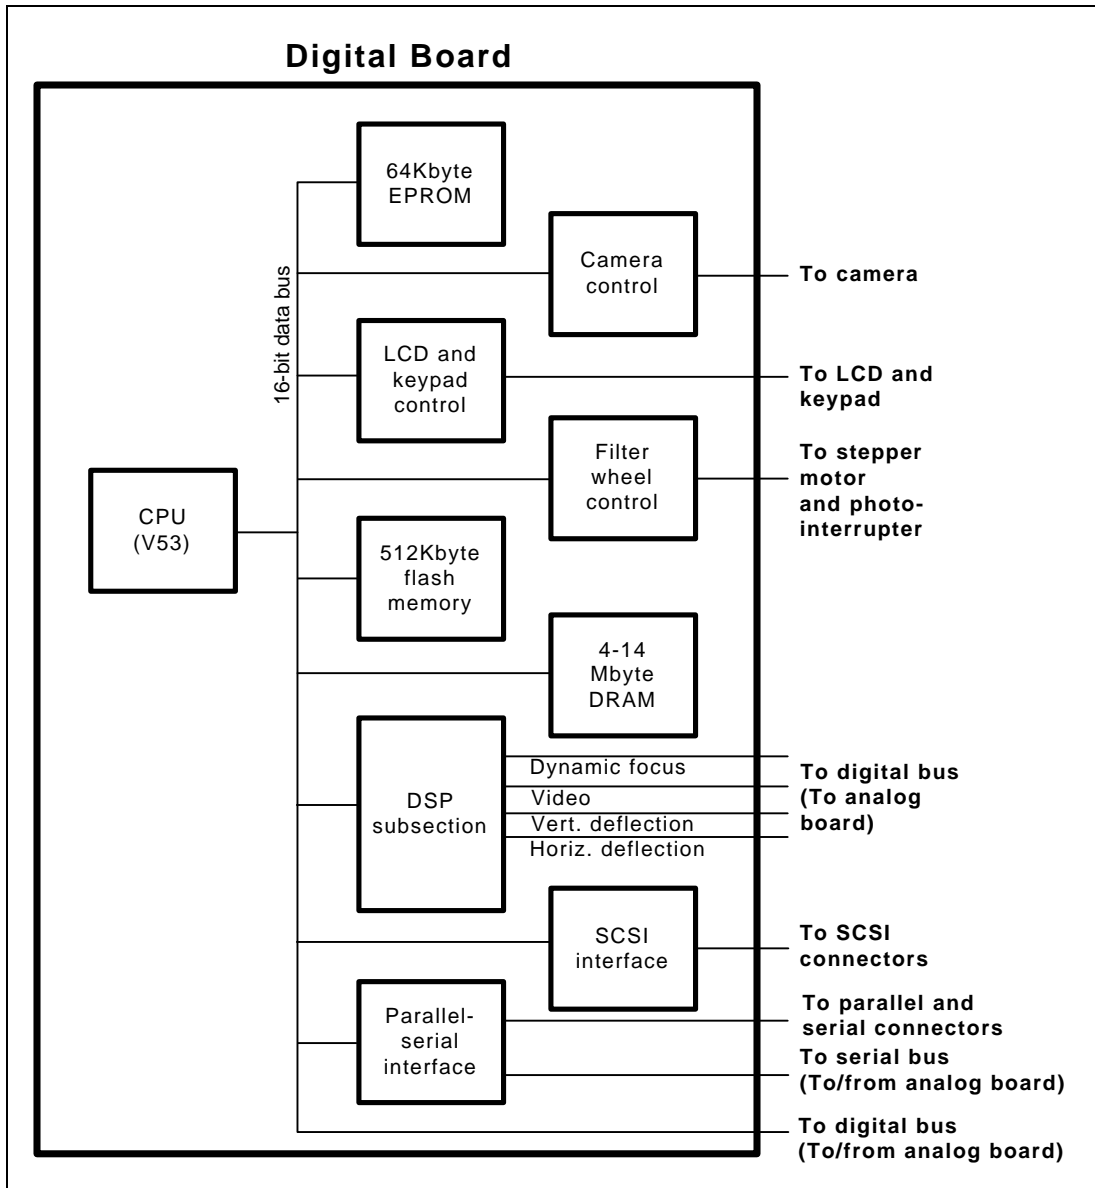 Digital Board
64Kbyte
EPROM
Camera
control
To camera
16-bit data bus
LCD and
keypad
control
To LCD and
keypad
Filter
wheel
control
To stepper
motor
and photo-
interrupter
CPU
(V53)
512Kbyte
flash
memory
4-14
Mbyte
DRAM
DSP
subsection
Dynamic focus
Video
Vert. deflection
Horiz. deflection
To digital bus
(To analog
board)
SCSI
interface
To SCSI
connectors
Parallel-
serial
interface
To parallel and
serial connectors
To serial bus
(To/from analog board)
To digital bus
(To/from analog board)